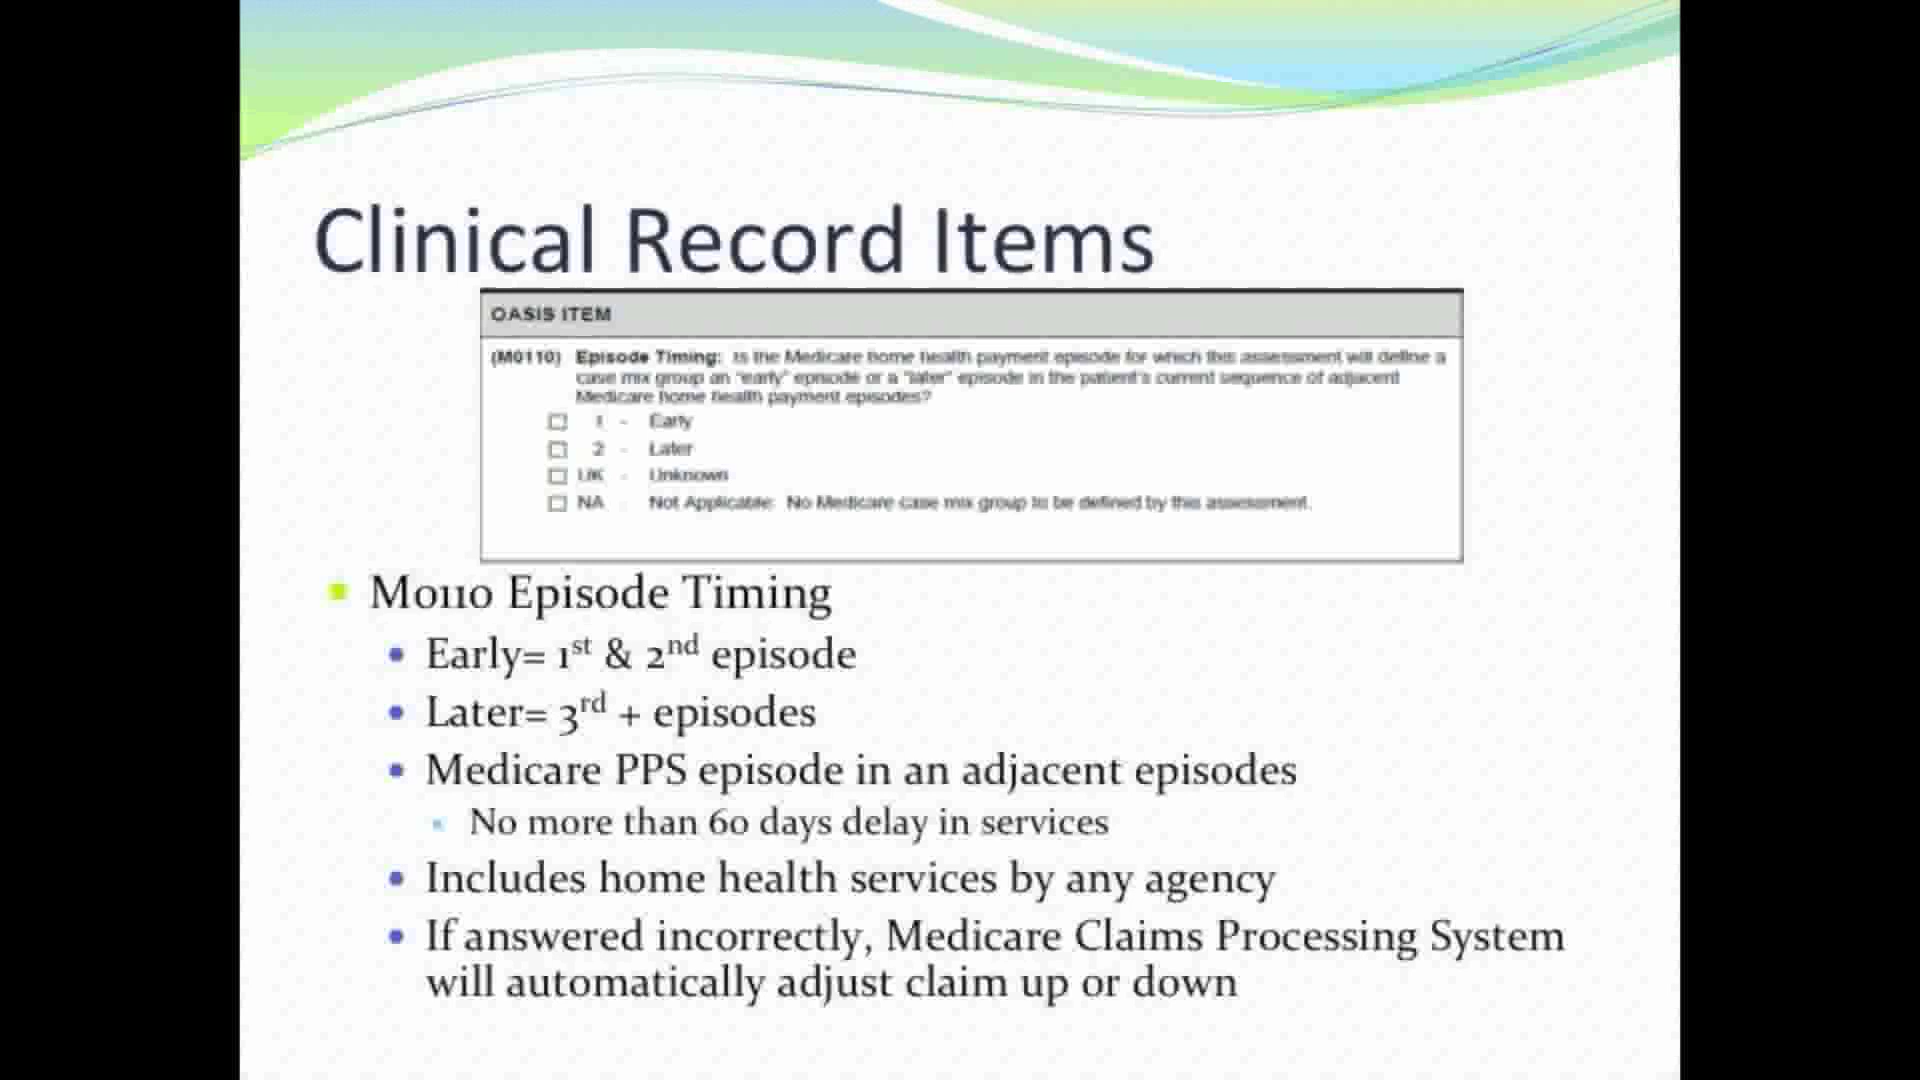 Clinical Record Items
OASIS ITEM
(M0110) Episode Timing: Is the Medicare home health payment episode for which this assessment will define a
case mix group an "early" episode or a "later" episode in the patient's current sequence of adjacent
Medicare home health payment episodes?
1 - Early
2 - Later
UK - Unknown
NA - Not Applicable: No Medicare case mix group to be defined by this assessment.
M0110 Episode Timing
Early= 1st & 2nd episode
Later= 3rd + episodes
Medicare PPS episode in an adjacent episodes
No more than 60 days delay in services
Includes home health services by any agency
If answered incorrectly, Medicare Claims Processing System
will automatically adjust claim up or down